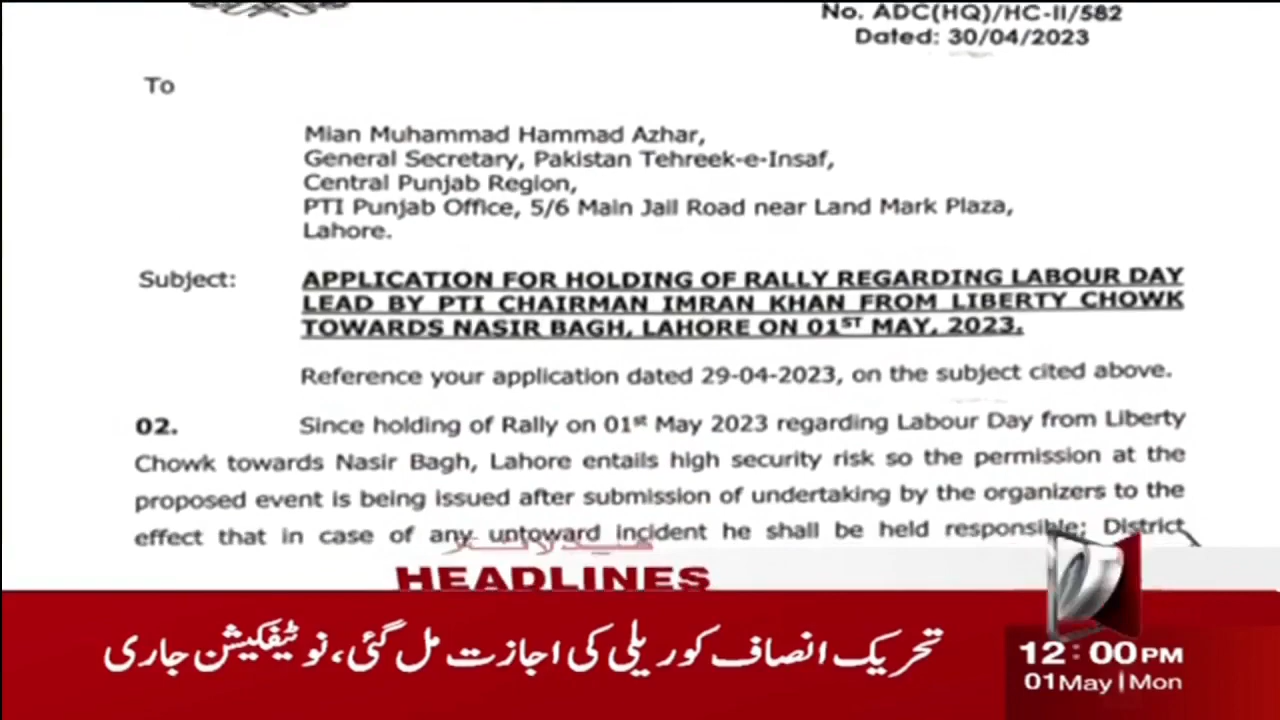 No. ADC(HQ)/HC-II/582
Dated: 30/04/2023
To
Mian Muhammad Hammad Azhar,
General Secretary, Pakistan Tehreek-e-Insaf,
Central Punjab Region,
PTI Punjab Office, 5/6 Main Jail Road near Land Mark Plaza,
Lahore.
Subject: APPLICATION FOR HOLDING OF RALLY REGARDING LABOUR DAY
LEAD BY PTI CHAIRMAN IMRAN KHAN FROM LIBERTY CHOWK
TOWARDS NASIR BAGH, LAHORE ON 01ST MAY, 2023.
Reference your application dated 29-04-2023, on the subject cited above.
02. Since holding of Rally on 01st May 2023 regarding Labour Day from Liberty
Chowk towards Nasir Bagh, Lahore entails high security risk so the permission at the
proposed event is being issued after submission of undertaking by the organizers to the
effect that in case of any untoward incident he shall be held responsible; District
HEADLINES
تحریک انصاف کو ریلی کی اجازت مل گئی، نوٹیفکیشن جاری
12:00PM
01May|Mon